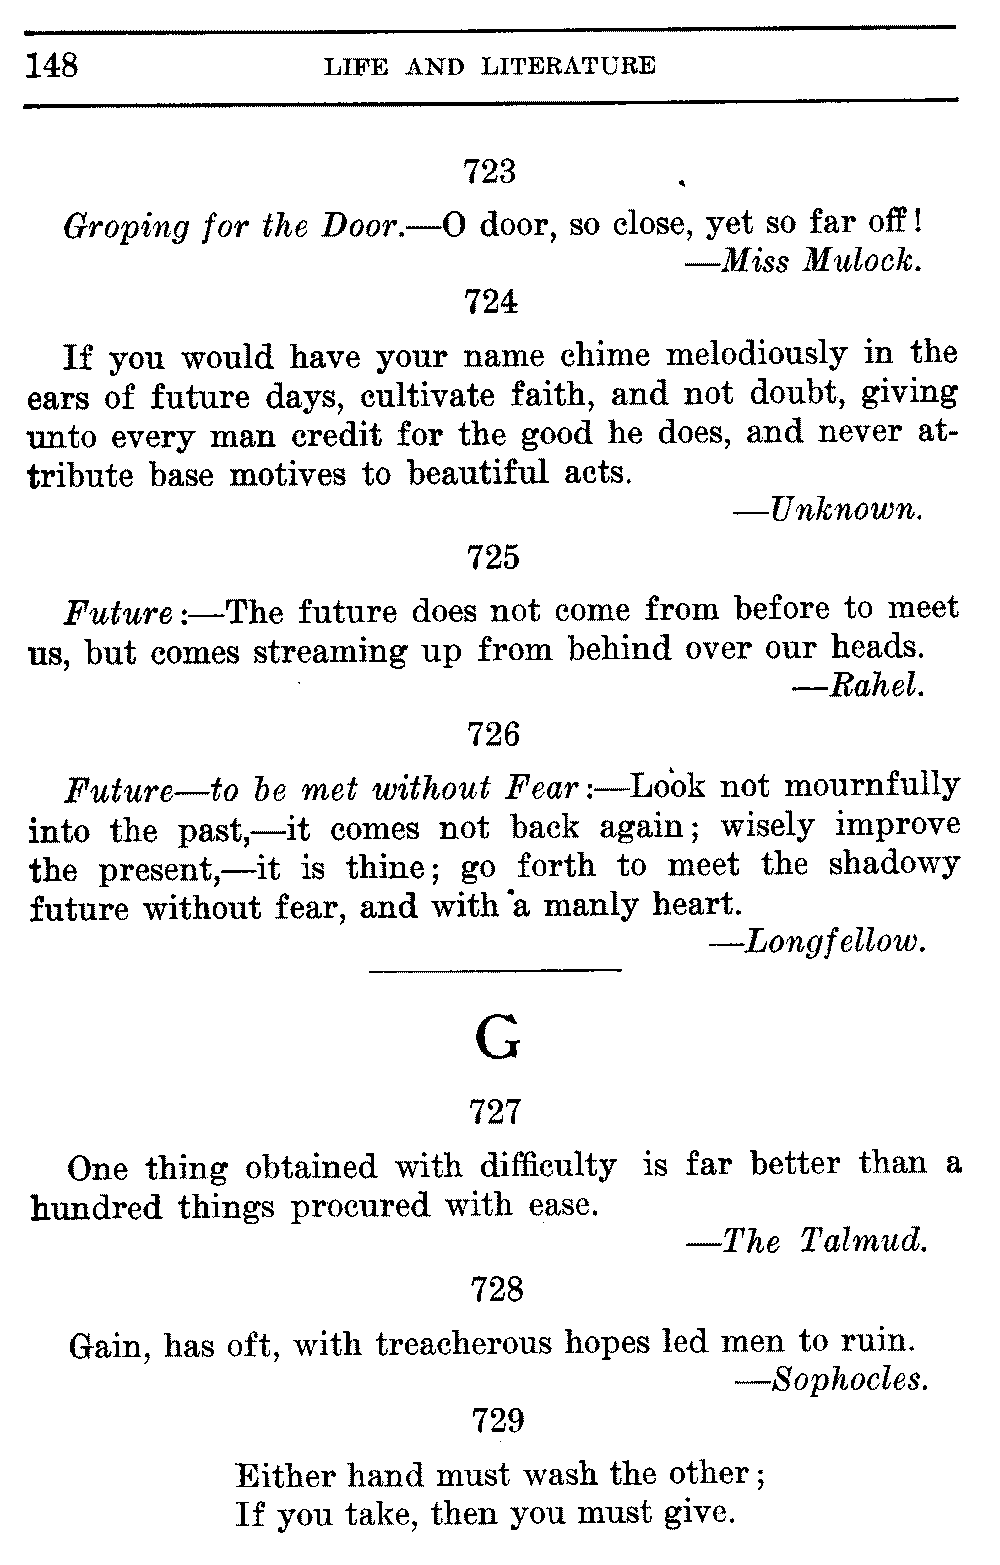 148 LIFE AND LITERATURE
723
Groping for the Door.—O door, so close, yet so far off!
—Miss Mulock.
724
If you would have your name chime melodiously in the
ears of future days, cultivate faith, and not doubt, giving
unto every man credit for the good he does, and never at-
tribute base motives to beautiful acts.
—Unknown.
725
Future:—The future does not come from before to meet
us, but comes streaming up from behind over our heads.
—Rahel.
726
Future—to be met without Fear:—Look not mournfully
into the past,—it comes not back again; wisely improve
the present,—it is thine; go forth to meet the shadowy
future without fear, and with a manly heart.
—Longfellow.
G
727
One thing obtained with difficulty is far better than a
hundred things procured with ease.
—The Talmud.
728
Gain, has oft, with treacherous hopes led men to ruin.
—Sophocles.
729
Either hand must wash the other;
If you take, then you must give.